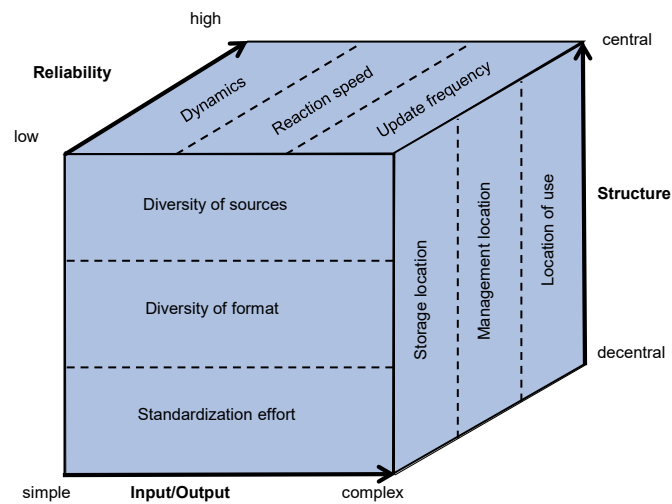 high
central
Reliability
Dynamics
Reaction speed
Update frequency
low
Diversity of sources
Structure
Storage location
Management location
Location of use
Diversity of format
decentral
Standardization effort
simple
Input/Output
complex